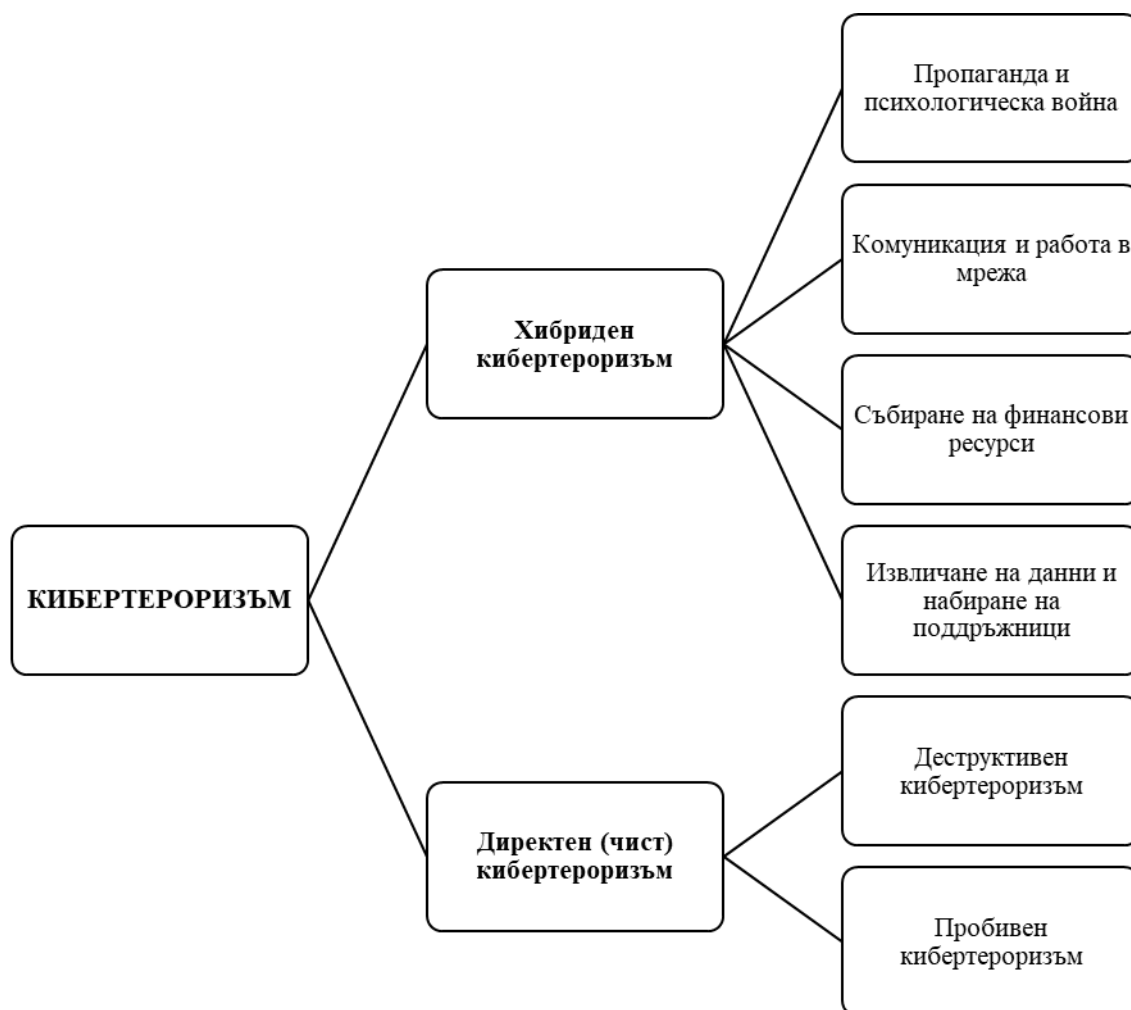 Пропаганда и
психологическа война
Комуникация и работа в
мрежа
Хибриден
кибертероризъм
Събиране на финансови
ресурси
КИБЕРТЕРОРИЗЪМ
Извличане на данни и
набиране на
поддръжници
Деструктивен
кибертероризъм
Директен (чист)
кибертероризъм
Пробивен
кибертероризъм